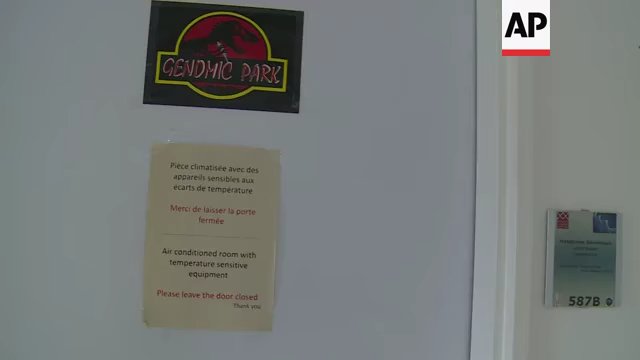 AP
GENOMIC PARK
Pièce climatisée avec des
appareils sensibles aux
écarts de température
Merci de laisser la porte
fermée
Air conditioned room with
temperature sensitive
equipment
Please leave the door closed
Thank you
587B